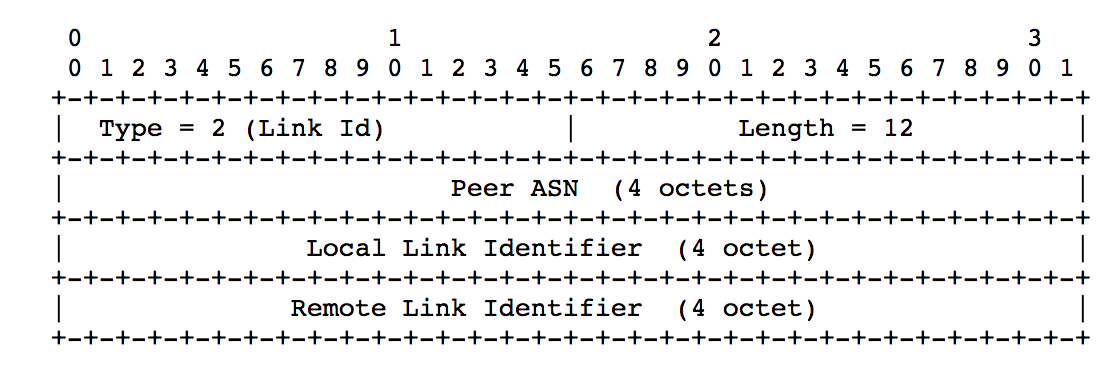 0                   1                   2                   3
 0 1 2 3 4 5 6 7 8 9 0 1 2 3 4 5 6 7 8 9 0 1 2 3 4 5 6 7 8 9 0 1
+-+-+-+-+-+-+-+-+-+-+-+-+-+-+-+-+-+-+-+-+-+-+-+-+-+-+-+-+-+-+-+-+
|  Type = 2 (Link Id)           |          Length = 12          |
+-+-+-+-+-+-+-+-+-+-+-+-+-+-+-+-+-+-+-+-+-+-+-+-+-+-+-+-+-+-+-+-+
|                        Peer ASN  (4 octets)                   |
+-+-+-+-+-+-+-+-+-+-+-+-+-+-+-+-+-+-+-+-+-+-+-+-+-+-+-+-+-+-+-+-+
|               Local Link Identifier  (4 octet)                |
+-+-+-+-+-+-+-+-+-+-+-+-+-+-+-+-+-+-+-+-+-+-+-+-+-+-+-+-+-+-+-+-+
|              Remote Link Identifier  (4 octet)                |
+-+-+-+-+-+-+-+-+-+-+-+-+-+-+-+-+-+-+-+-+-+-+-+-+-+-+-+-+-+-+-+-+